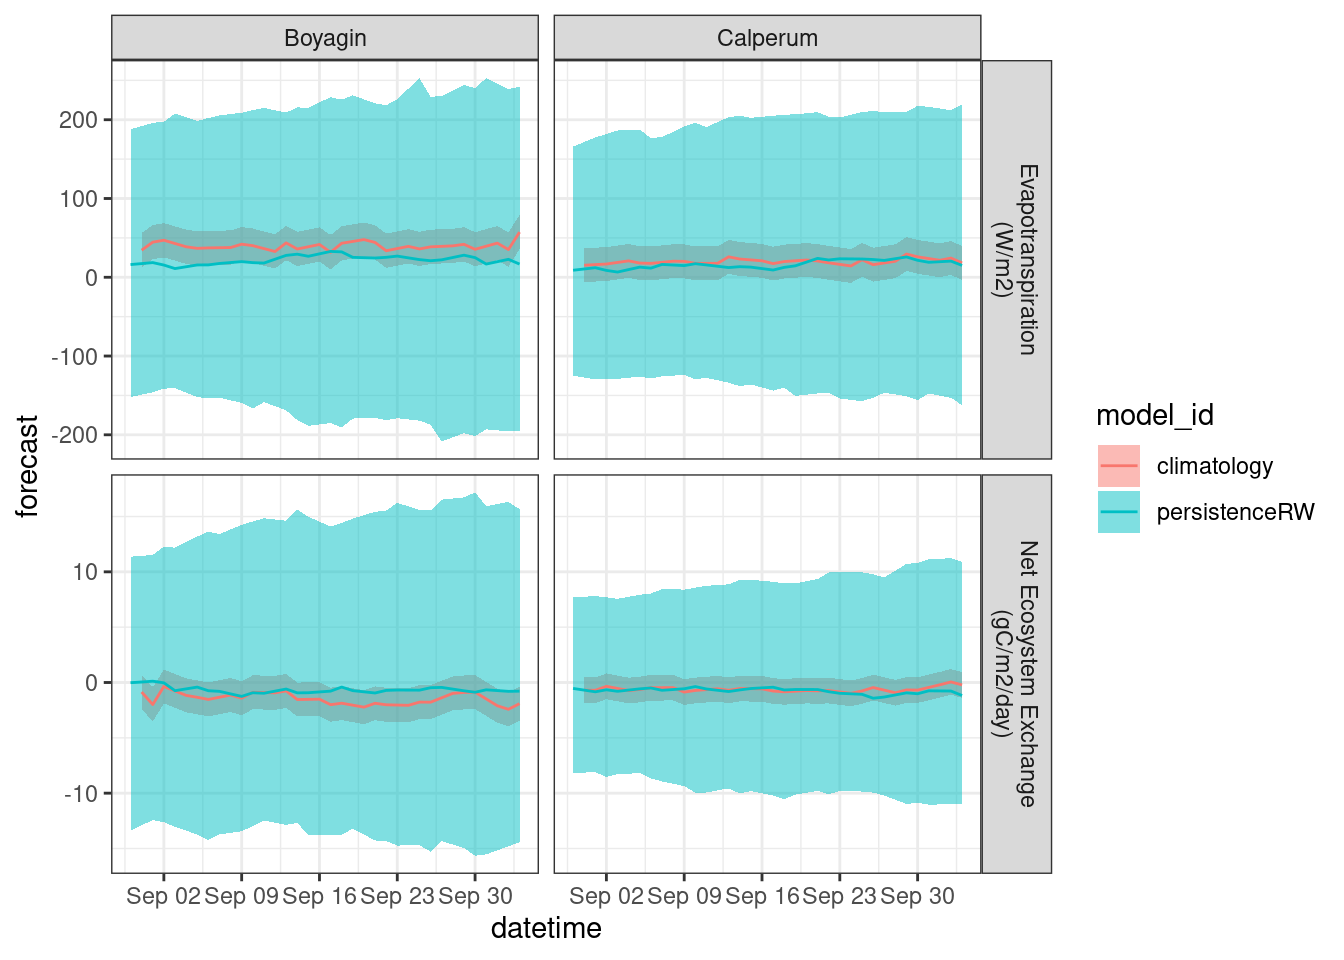 Boyagin
Calperum
200
100
0
-100
-200
Evapotranspiration
(W/m2)
10
0
-10
Net Ecosystem Exchange
(gC/m2/day)
Sep 02 Sep 09 Sep 16 Sep 23 Sep 30
Sep 02 Sep 09 Sep 16 Sep 23 Sep 30
datetime
forecast
model_id
climatology
persistenceRW